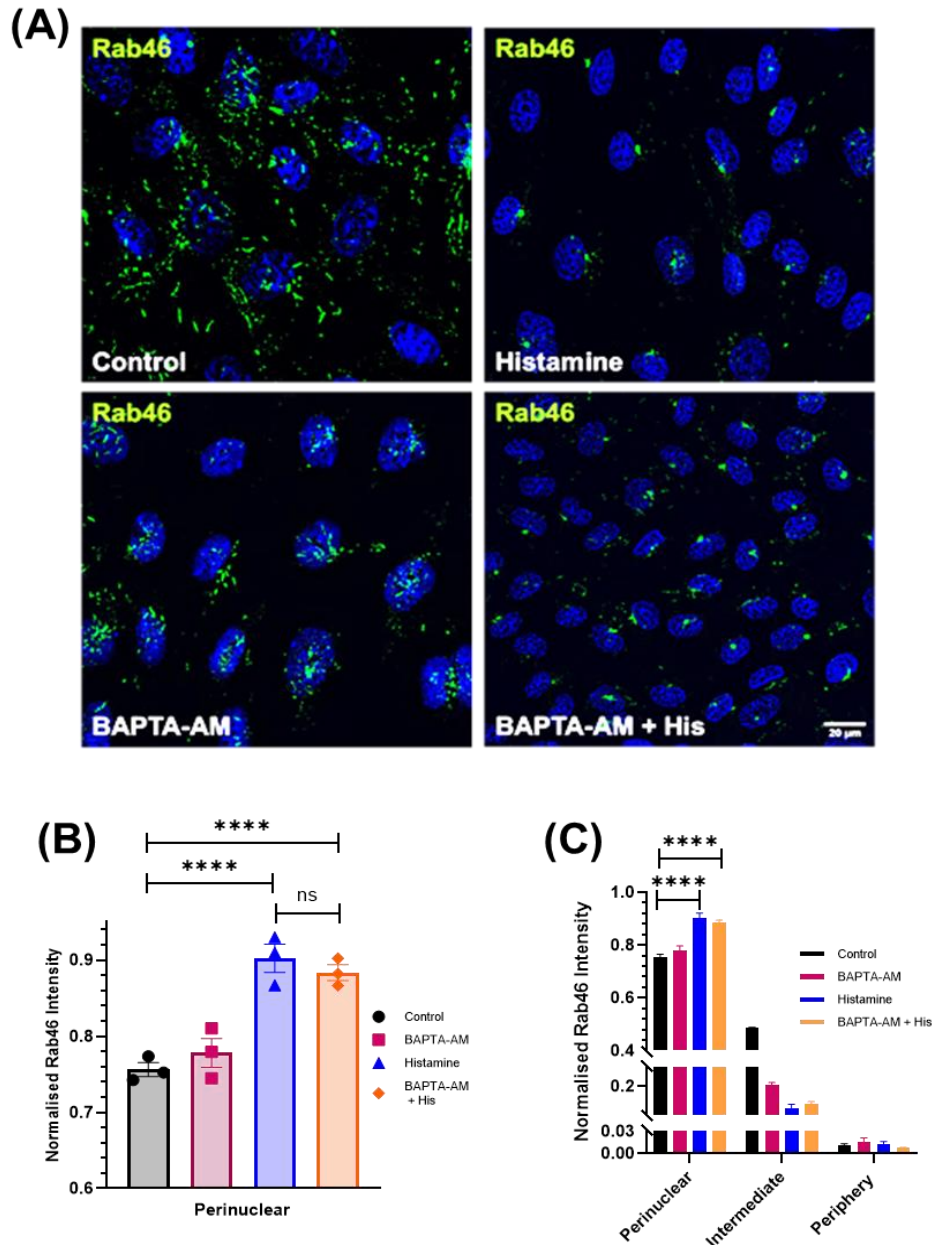 (A)
Rab46
Control
Rab46
Histamine
Rab46
BAPTA-AM
Rab46
BAPTA-AM + His
20 µm
(B)
****
****
ns
Normalised Rab46 Intensity
0.9
0.8
0.7
0.6
Perinuclear
Control
BAPTA-AM
Histamine
BAPTA-AM
+ His
(C)
****
****
Normalised Rab46 Intensity
1.0
0.8
0.6
0.4
0.2
0.03
0.00
Perinuclear
Intermediate
Periphery
Control
BAPTA-AM
Histamine
BAPTA-AM + His